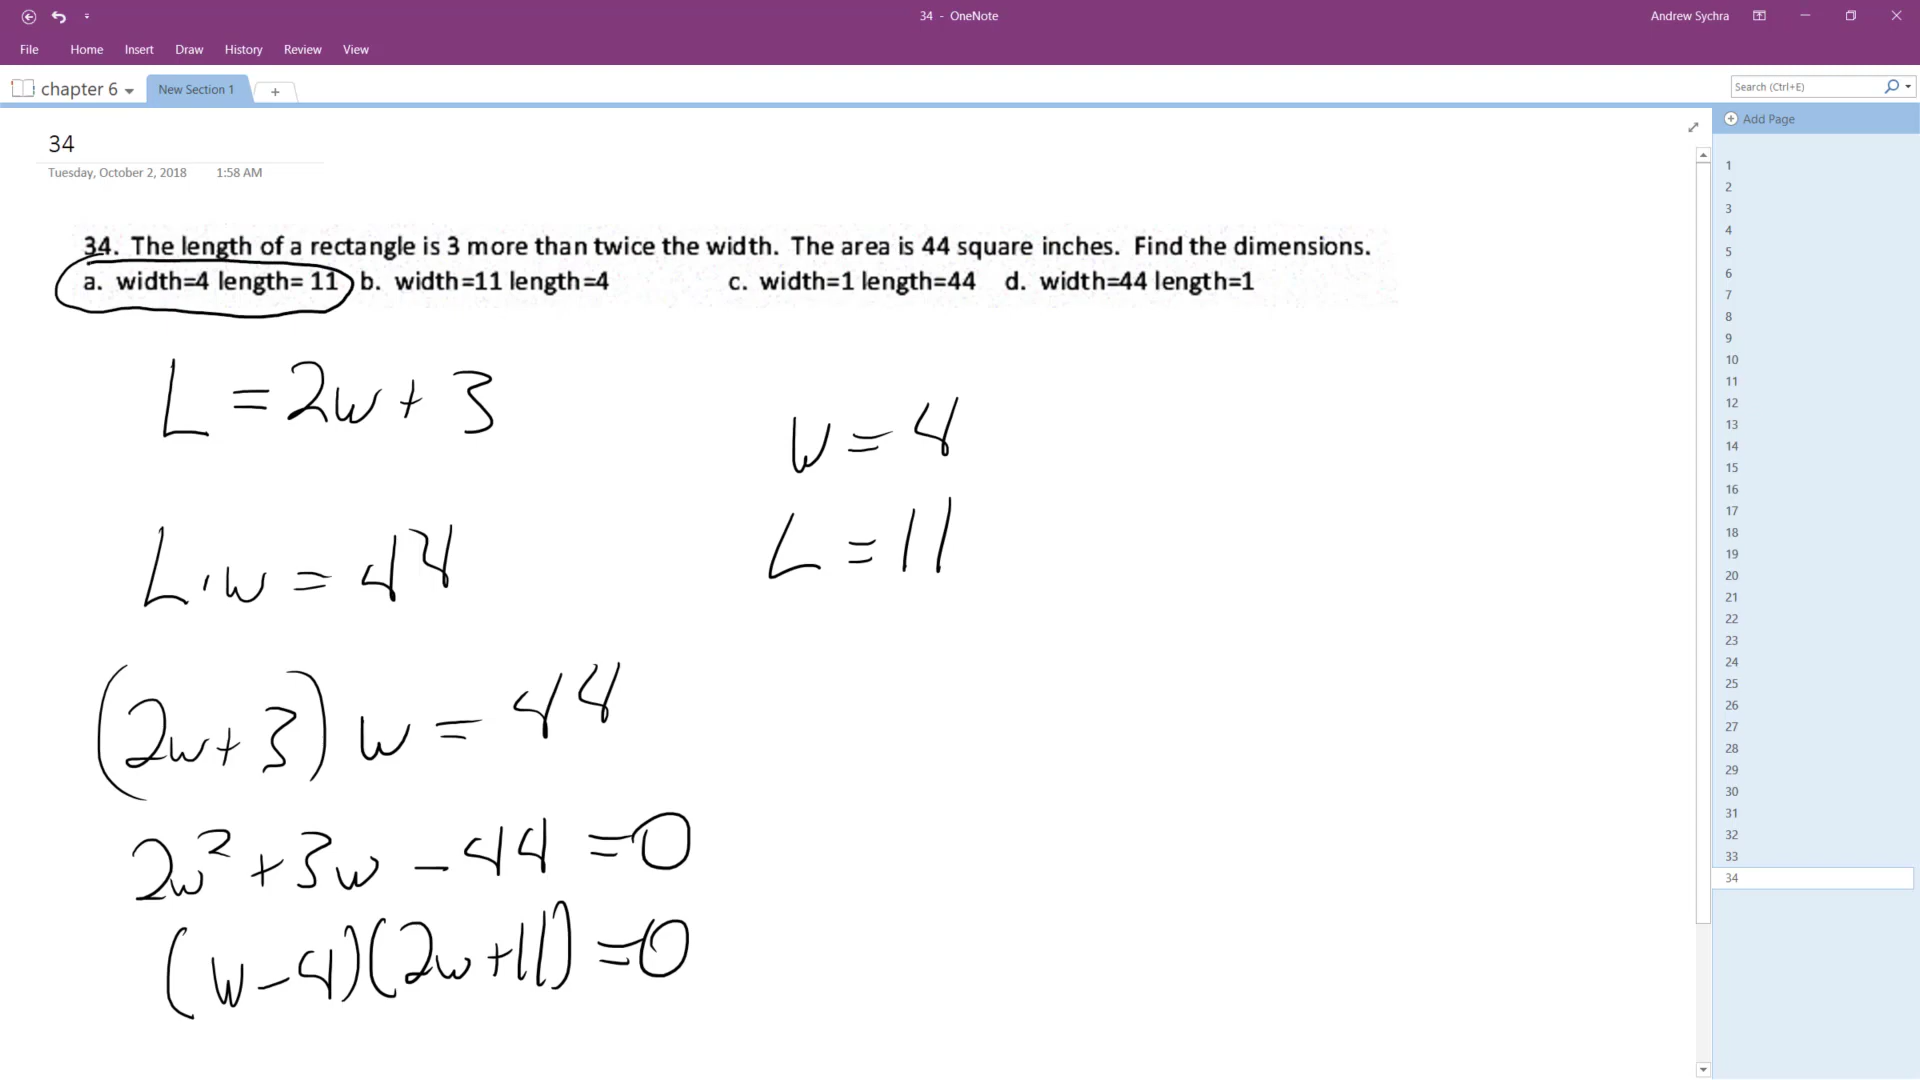 34 - OneNote
Andrew Sychra
File Home Insert Draw History Review View
chapter 6
New Section 1
+
Search (Ctrl+E)
Add Page
34
Tuesday, October 2, 2018 1:58 AM
34. The length of a rectangle is 3 more than twice the width. The area is 44 square inches. Find the dimensions.
a. width=4 length= 11 b. width=11 length=4 c. width=1 length=44 d. width=44 length=1
L = 2w + 3
L · w = 44
(2w + 3) w = 44
2w² + 3w - 44 = 0
(w - 4)(2w + 11) = 0
w = 4
L = 11
1
2
3
4
5
6
7
8
9
10
11
12
13
14
15
16
17
18
19
20
21
22
23
24
25
26
27
28
29
30
31
32
33
34